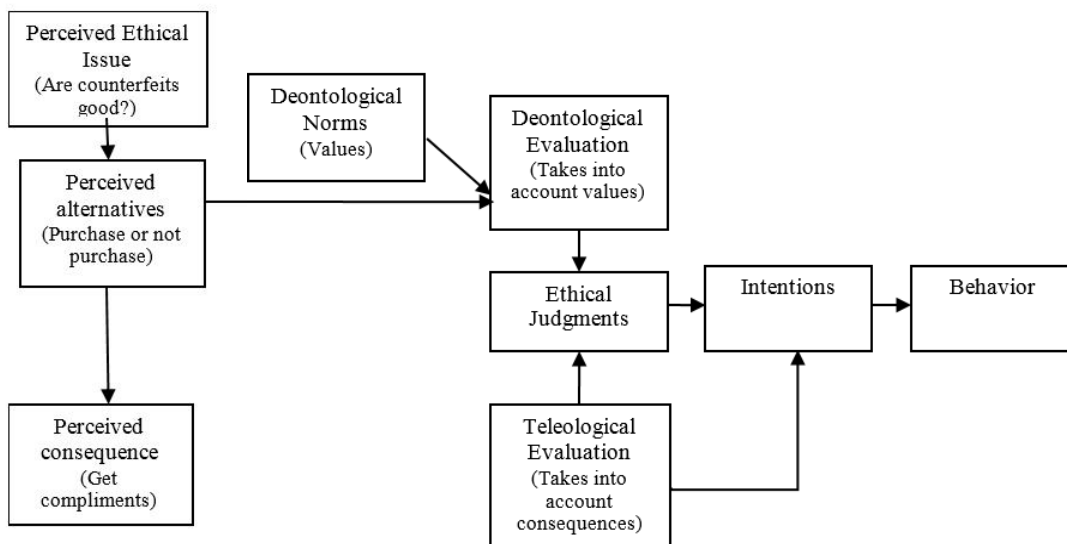 Perceived Ethical
Issue
(Are counterfeits
good?)
Deontological
Norms
(Values)
Deontological
Evaluation
(Takes into
account values)
Perceived
alternatives
(Purchase or not
purchase)
Ethical
Judgments
Intentions
Behavior
Perceived
consequence
(Get
compliments)
Teleological
Evaluation
(Takes into
account
consequences)